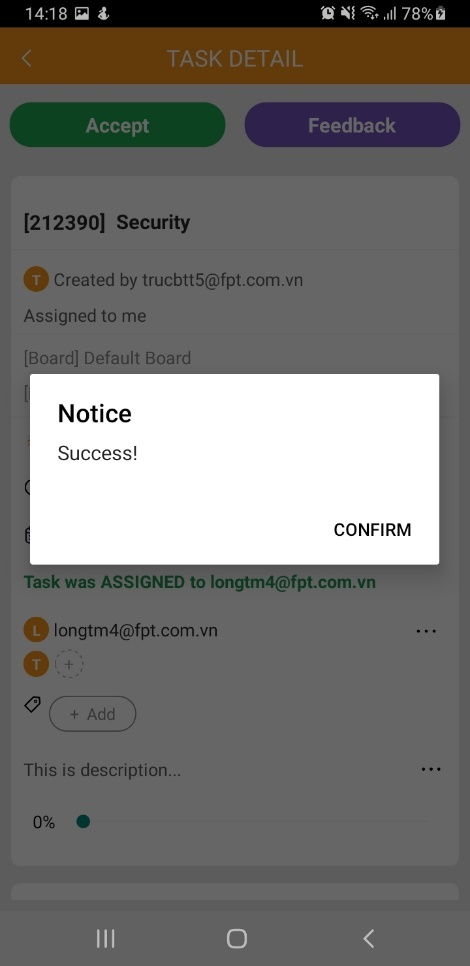 14:18 78%
TASK DETAIL
Accept Feedback
[212390] Security
T Created by trucbtt5@fpt.com.vn
Assigned to me
[Board] Default Board
[
Notice
Success!
CONFIRM
Task was ASSIGNED to longtm4@fpt.com.vn
L longtm4@fpt.com.vn
T +
+ Add
This is description...
0%